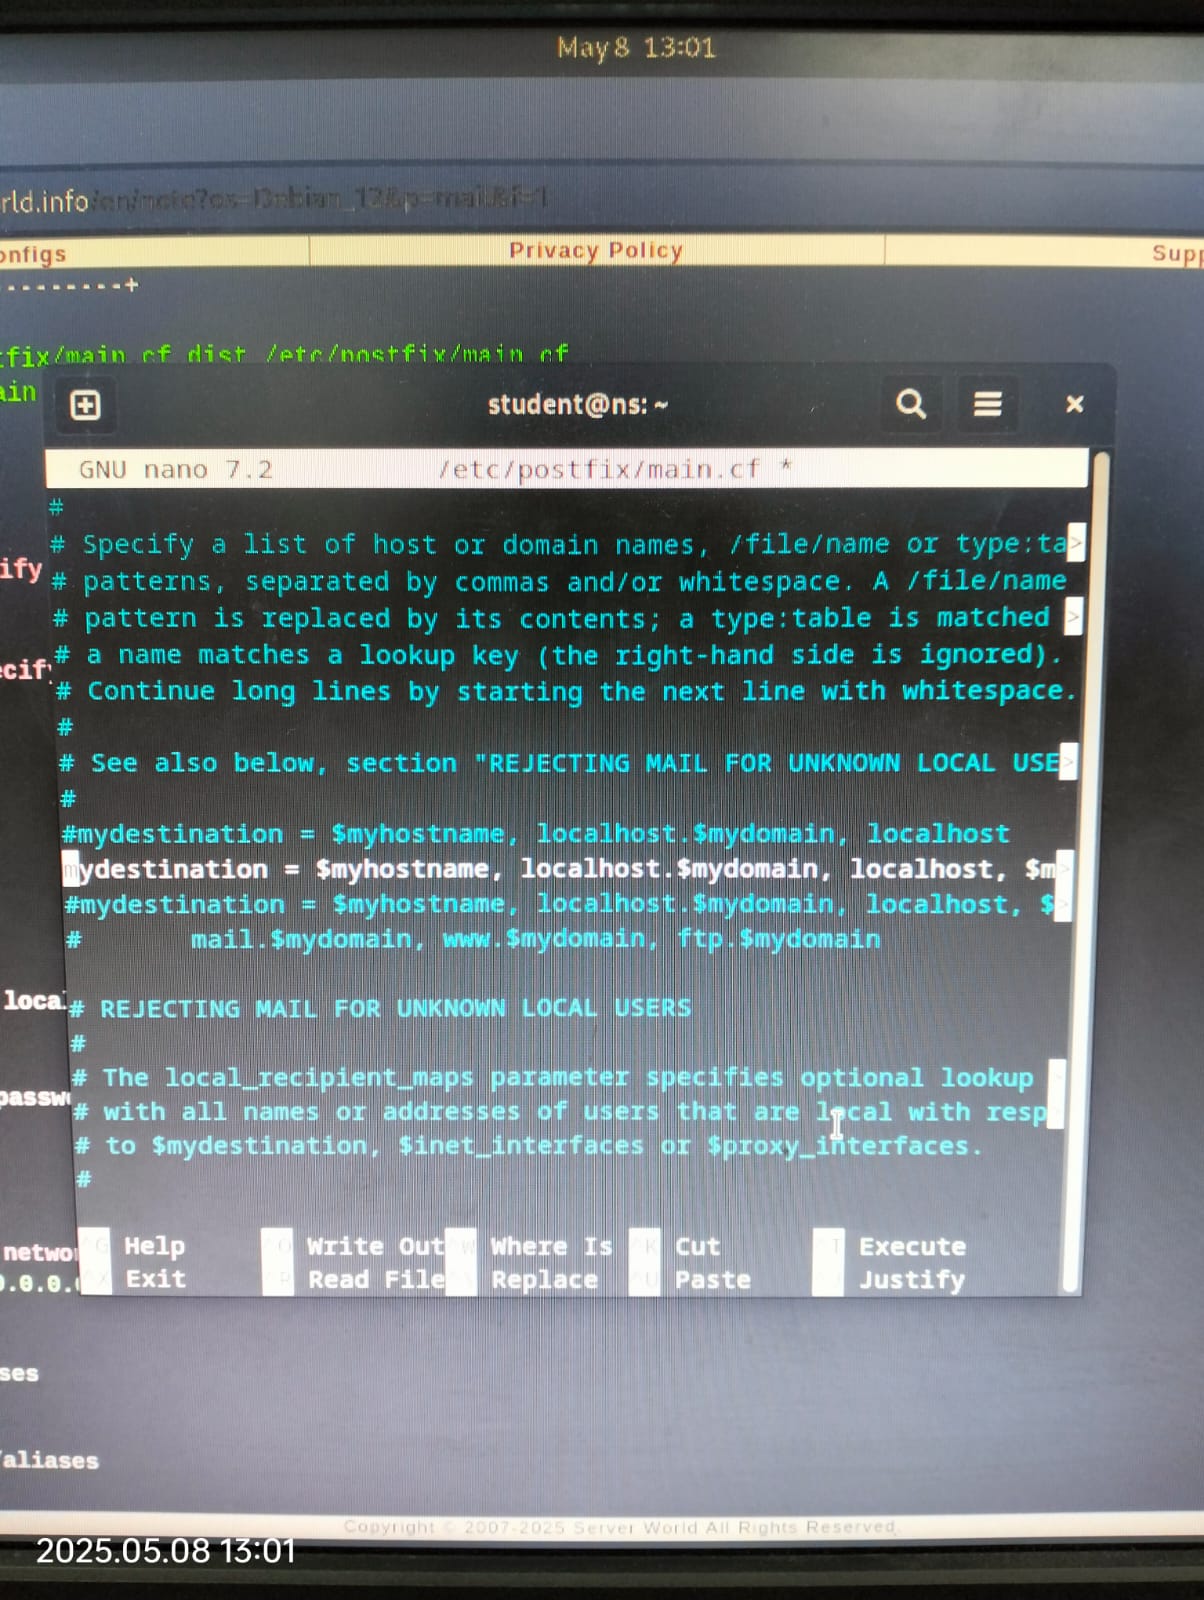 May 8 13:01
rld.info/en/note?os=Debian_12&p=mail&f=1
onfigs
Privacy Policy
Supp
--------+
tfix/main.cf.dist /etc/postfix/main.cf
ain
student@ns: ~
GNU nano 7.2 /etc/postfix/main.cf *
#
# Specify a list of host or domain names, /file/name or type:ta>
# patterns, separated by commas and/or whitespace. A /file/name
# pattern is replaced by its contents; a type:table is matched >
# a name matches a lookup key (the right-hand side is ignored).
# Continue long lines by starting the next line with whitespace.
#
# See also below, section "REJECTING MAIL FOR UNKNOWN LOCAL USE>
#
#mydestination = $myhostname, localhost.$mydomain, localhost
mydestination = $myhostname, localhost.$mydomain, localhost, $m>
#mydestination = $myhostname, localhost.$mydomain, localhost, $>
# mail.$mydomain, www.$mydomain, ftp.$mydomain
# REJECTING MAIL FOR UNKNOWN LOCAL USERS
#
# The local_recipient_maps parameter specifies optional lookup >
# with all names or addresses of users that are local with resp>
# to $mydestination, $inet_interfaces or $proxy_interfaces.
#
ify
ecify
local
passw
netwo
0.0.0.
ses
/aliases
^G Help ^O Write Out ^W Where Is ^K Cut ^T Execute
^X Exit ^R Read File ^\ Replace ^U Paste ^J Justify
Copyright © 2007-2025 Server World All Rights Reserved.
2025.05.08 13:01